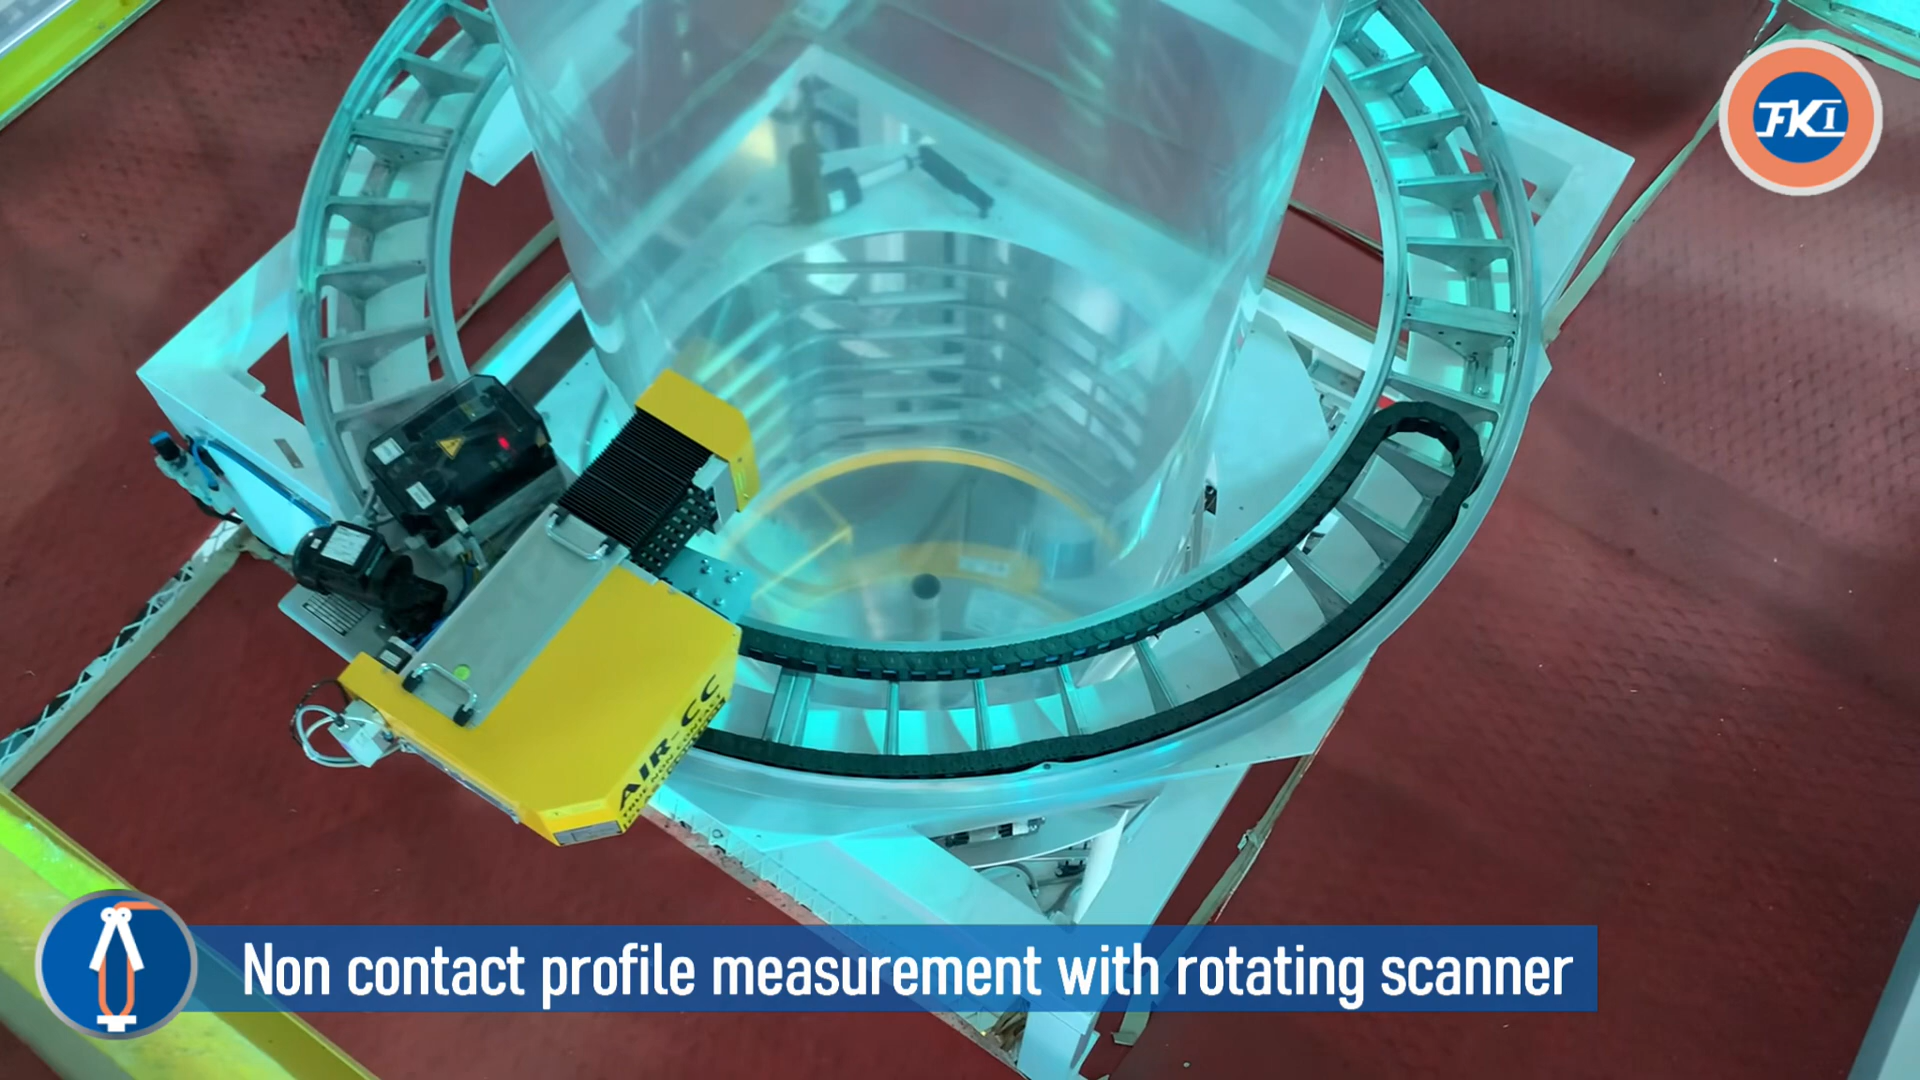 FKI
AIR-CC
Non contact profile measurement with rotating scanner